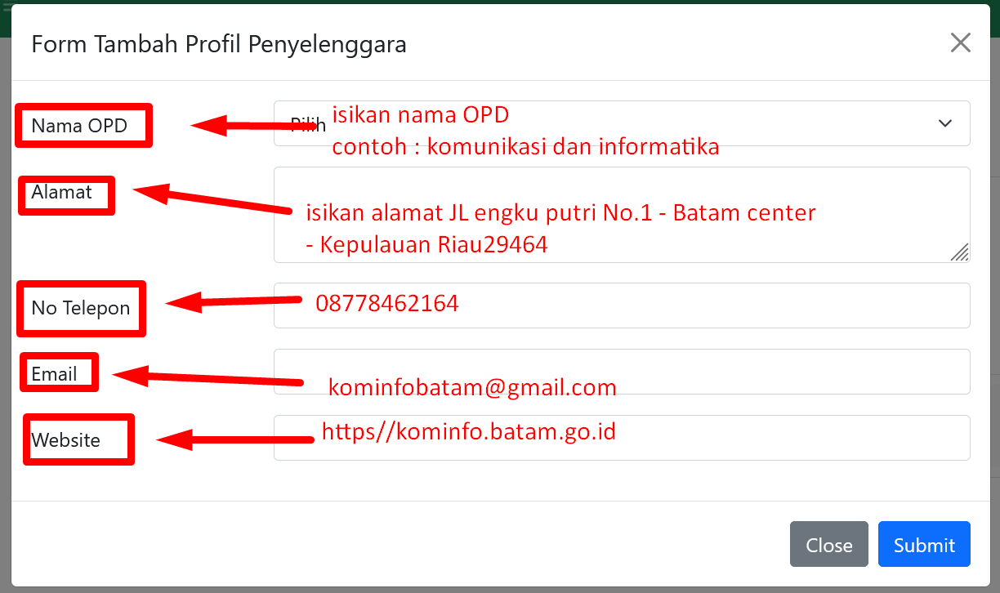 Form Tambah Profil Penyelenggara
Nama OPD
Pilih
isikan nama OPD
contoh : komunikasi dan informatika
Alamat
isikan alamat JL engku putri No.1 - Batam center
- Kepulauan Riau29464
No Telepon
08778462164
Email
kominfobatam@gmail.com
Website
https//kominfo.batam.go.id
Close
Submit